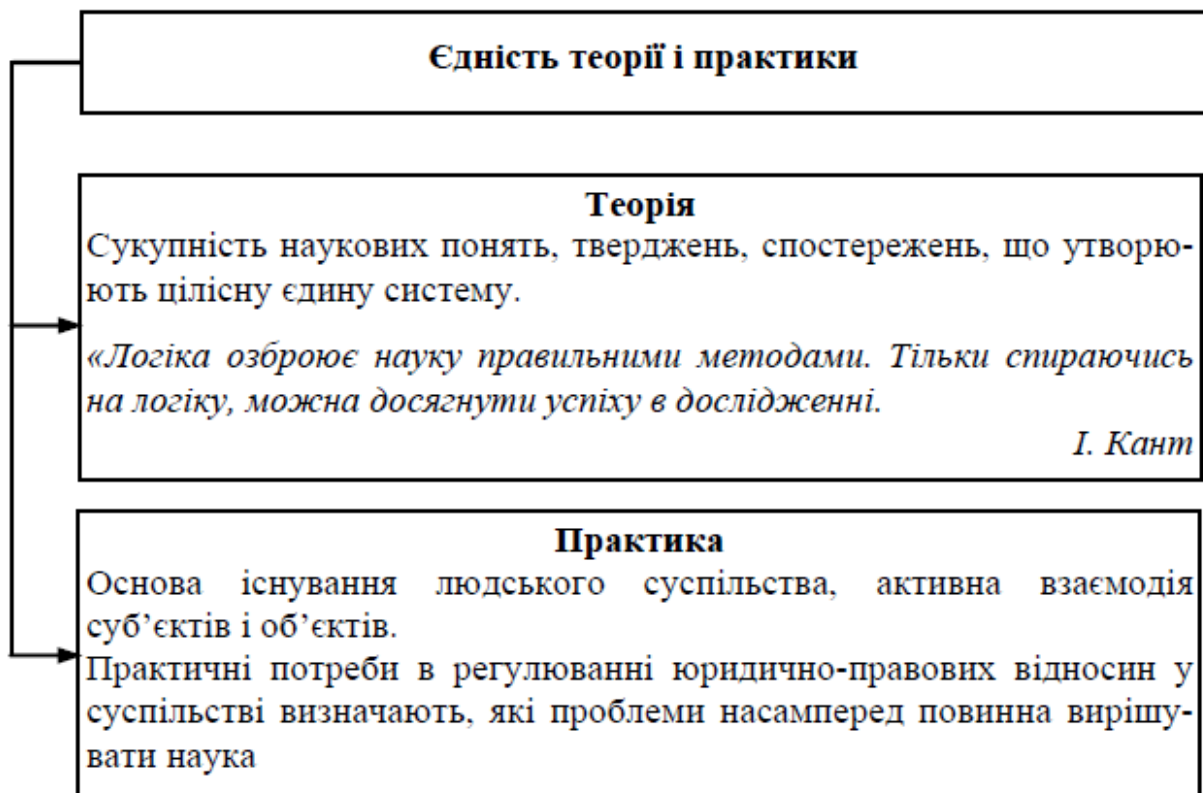 Єдність теорії і практики
Теорія
Сукупність наукових понять, тверджень, спостережень, що утворю-
ють цілісну єдину систему.
«Логіка озброює науку правильними методами. Тільки спираючись
на логіку, можна досягнути успіху в дослідженні.
І. Кант
Практика
Основа існування людського суспільства, активна взаємодія
суб’єктів і об’єктів.
Практичні потреби в регулюванні юридично-правових відносин у
суспільстві визначають, які проблеми насамперед повинна вирішу-
вати наука